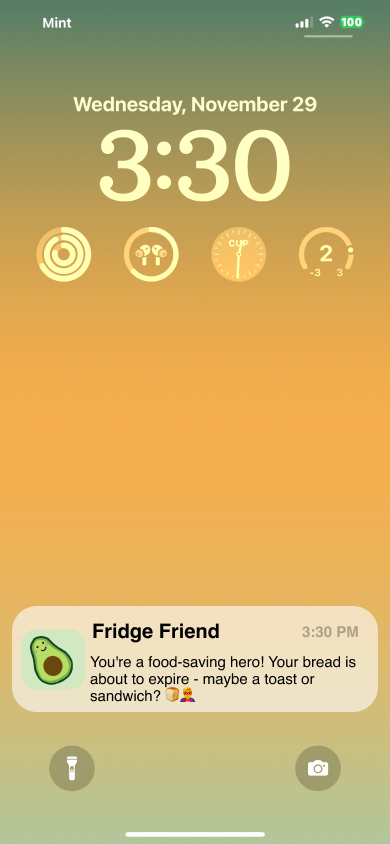 Mint
100
Wednesday, November 29
3:30
CUP
2
-3 3
Fridge Friend
3:30 PM
You're a food-saving hero! Your bread is
about to expire - maybe a toast or
sandwich? 🍞🦸